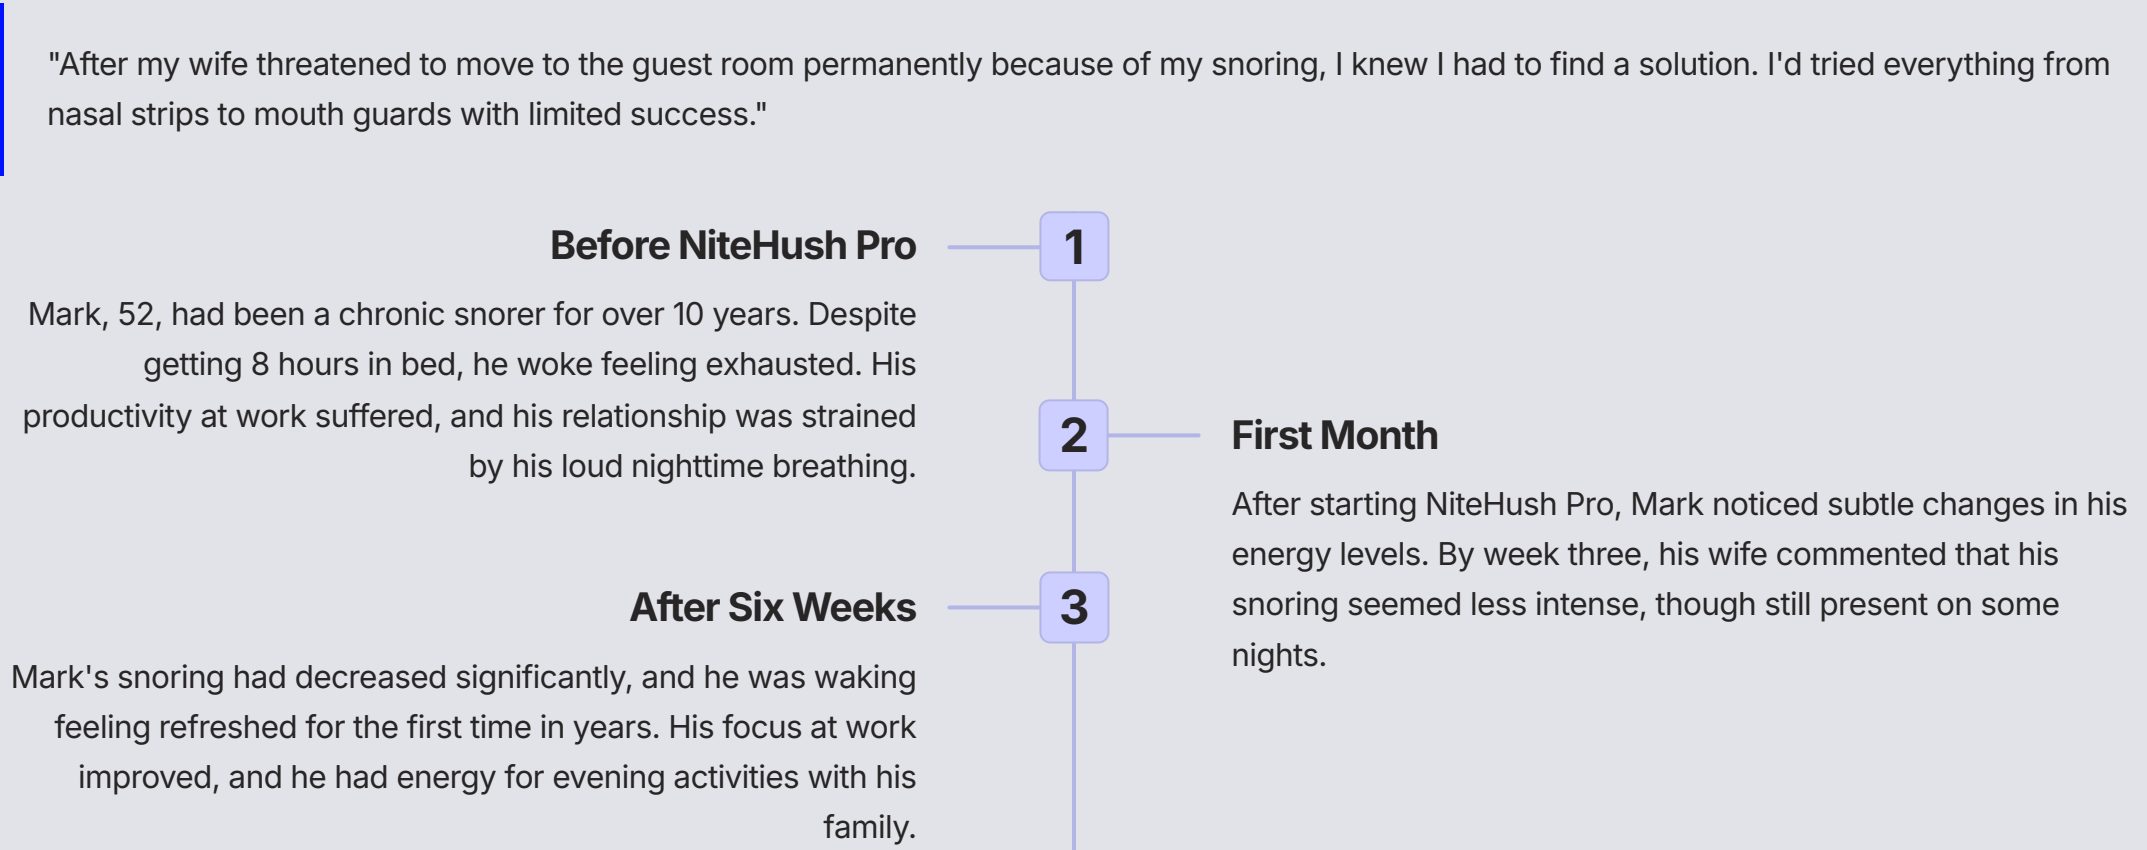 "After my wife threatened to move to the guest room permanently because of my snoring, I knew I had to find a solution. I'd tried everything from
nasal strips to mouth guards with limited success."
Before NiteHush Pro
1
Mark, 52, had been a chronic snorer for over 10 years. Despite
getting 8 hours in bed, he woke feeling exhausted. His
productivity at work suffered, and his relationship was strained
by his loud nighttime breathing.
2
First Month
After starting NiteHush Pro, Mark noticed subtle changes in his
energy levels. By week three, his wife commented that his
snoring seemed less intense, though still present on some
nights.
After Six Weeks
3
Mark's snoring had decreased significantly, and he was waking
feeling refreshed for the first time in years. His focus at work
improved, and he had energy for evening activities with his
family.